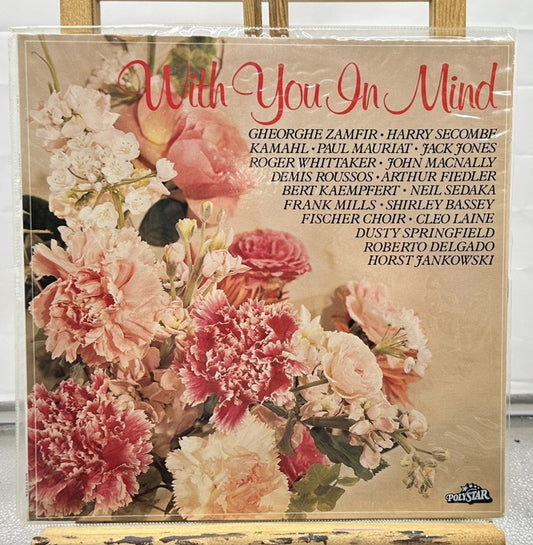 With You In Mind
GHEORGHE ZAMFIR • HARRY SECOMBE
KAMAHL • PAUL MAURIAT • JACK JONES
ROGER WHITTAKER • JOHN MACNALLY
DEMIS ROUSSOS • ARTHUR FIEDLER
BERT KAEMPFERT • NEIL SEDAKA
FRANK MILLS • SHIRLEY BASSEY
FISCHER CHOIR • CLEO LAINE
DUSTY SPRINGFIELD
ROBERTO DELGADO
HORST JANKOWSKI
POLYSTAR